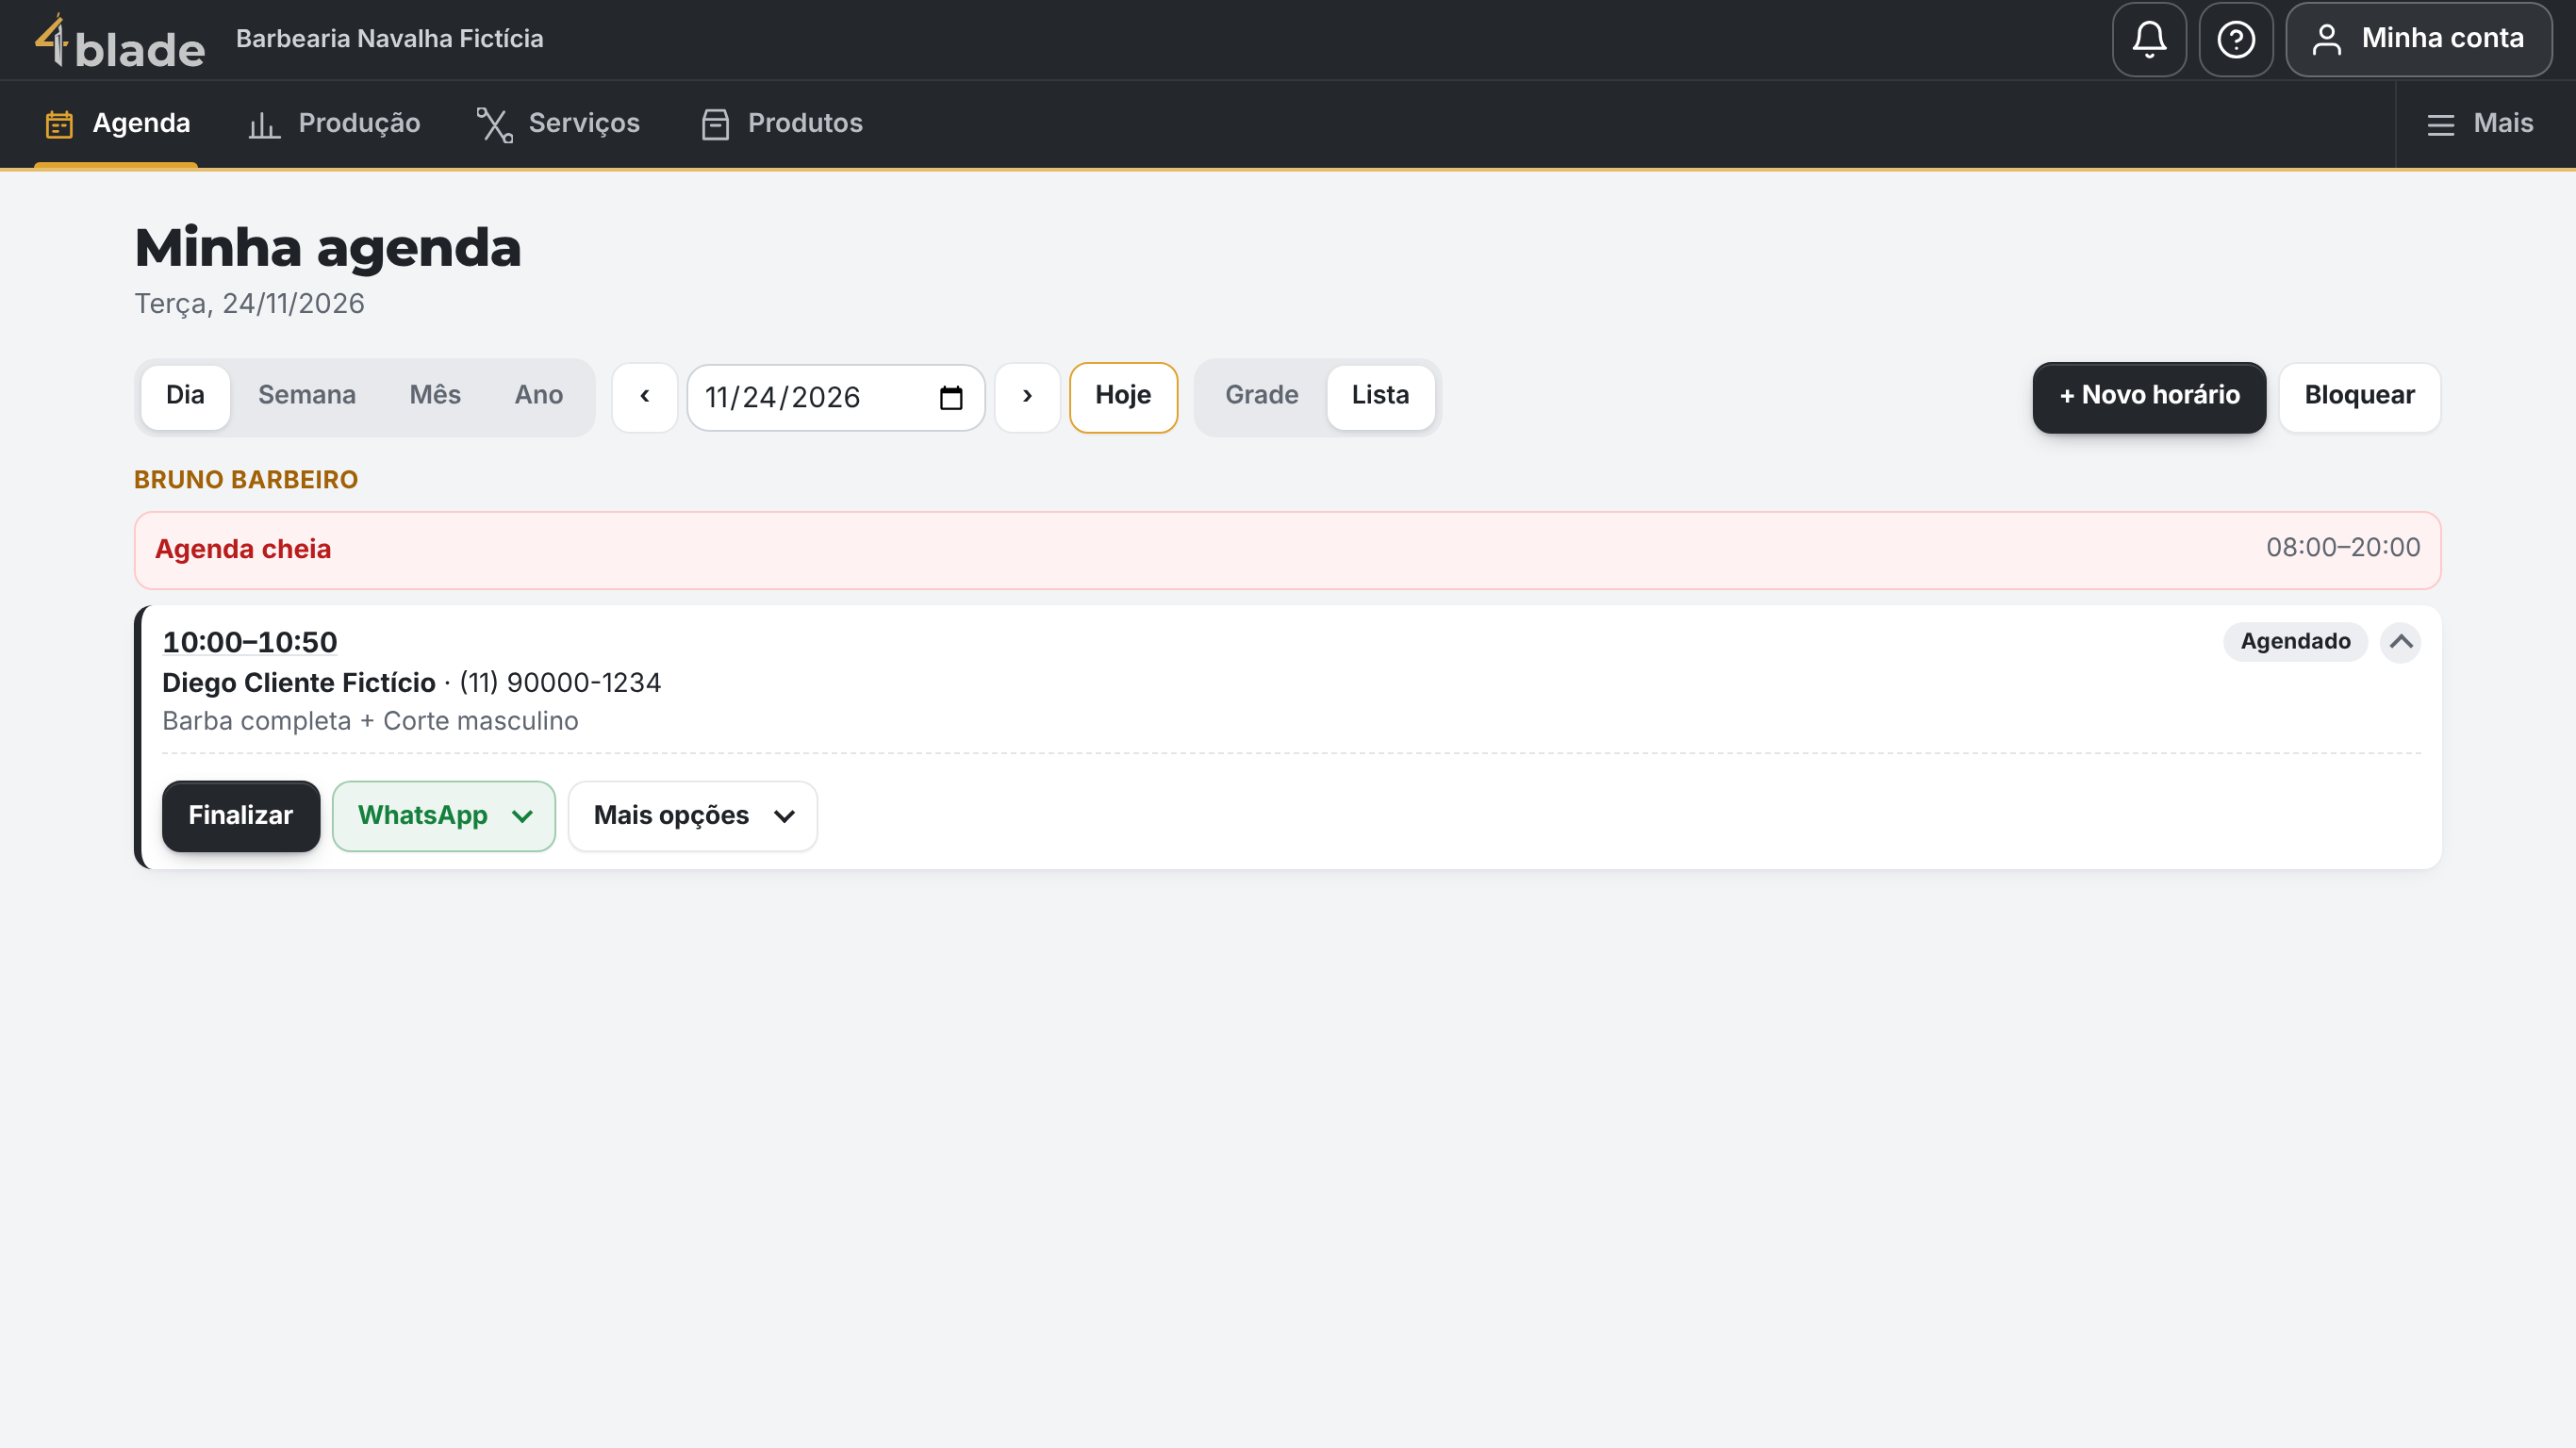 4blade Barbearia Navalha Fictícia Minha conta
Agenda Produção Serviços Produtos Mais
Minha agenda
Terça, 24/11/2026
Dia Semana Mês Ano ‹ 11/24/2026 › Hoje Grade Lista + Novo horário Bloquear
BRUNO BARBEIRO
Agenda cheia 08:00–20:00
10:00–10:50 Agendado
Diego Cliente Fictício · (11) 90000-1234
Barba completa + Corte masculino
Finalizar WhatsApp Mais opções